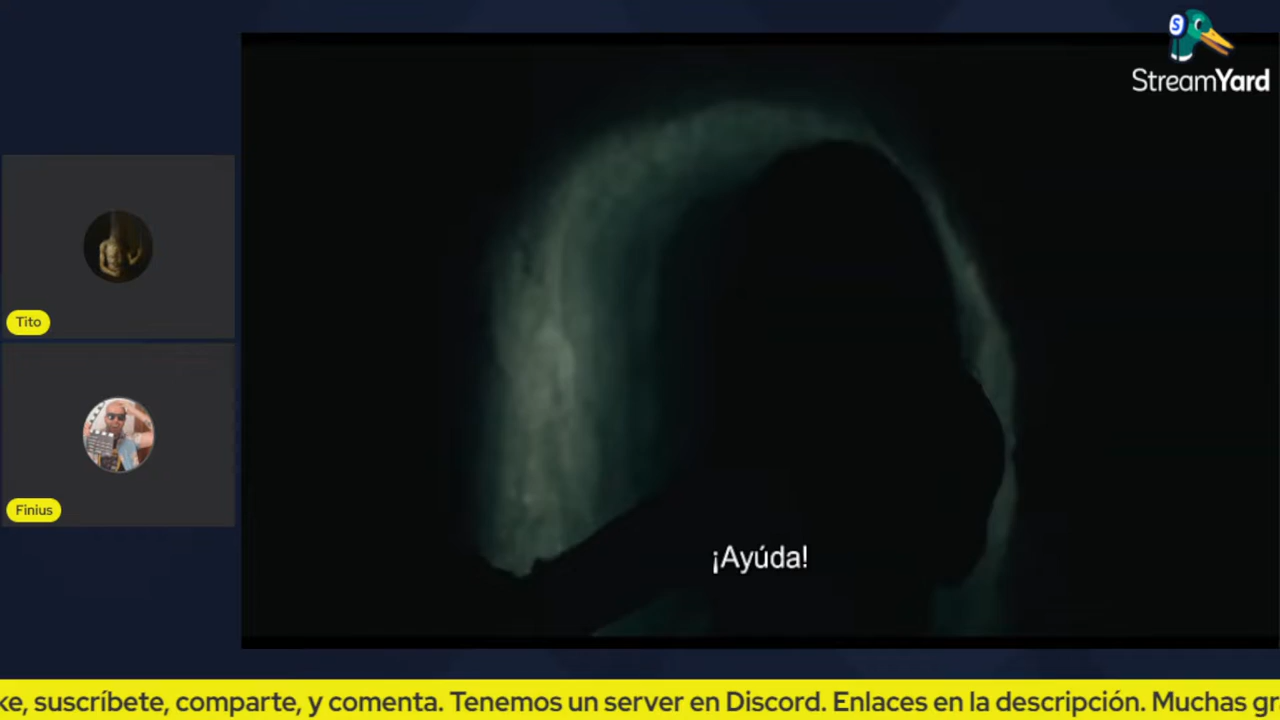 StreamYard
Tito
Finius
¡Ayúda!
ke, suscríbete, comparte, y comenta. Tenemos un server en Discord. Enlaces en la descripción. Muchas gr